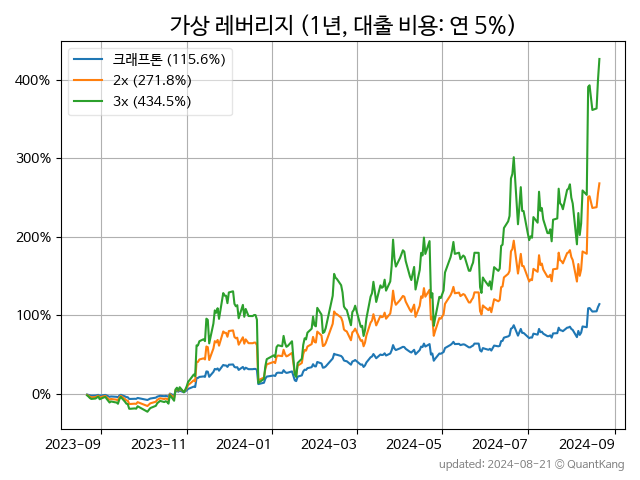 가상 레버리지 (1년, 대출 비용: 연 5%)
크래프톤 (115.6%)
2x (271.8%)
3x (434.5%)
400%
300%
200%
100%
0%
2023-09 2023-11 2024-01 2024-03 2024-05 2024-07 2024-09
updated: 2024-08-21 © QuantKang